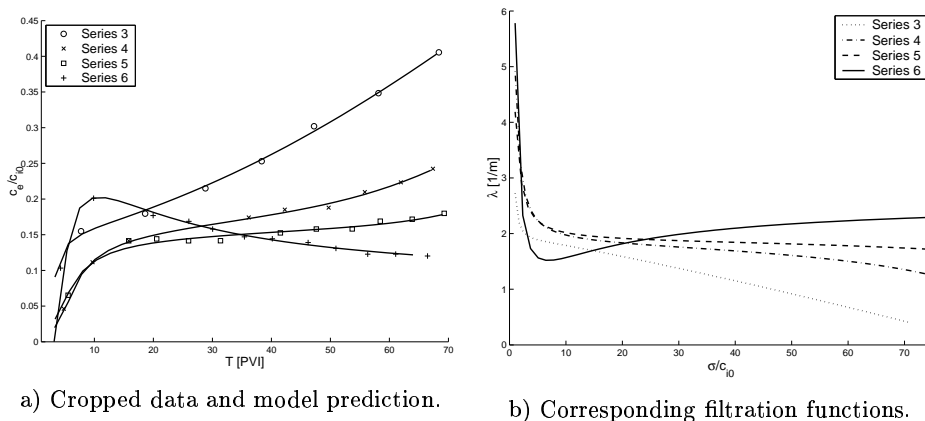 0.45
0.4
0.35
0.3
0.25
0.2
0.15
0.1
0.05
0
c_e/c_i0
10
20
30
40
50
60
70
T [PVI]
Series 3
Series 4
Series 5
Series 6
a) Cropped data and model prediction.
6
5
4
3
2
1
0
λ [1/m]
0
10
20
30
40
50
60
70
σ/c_i0
Series 3
Series 4
Series 5
Series 6
b) Corresponding filtration functions.